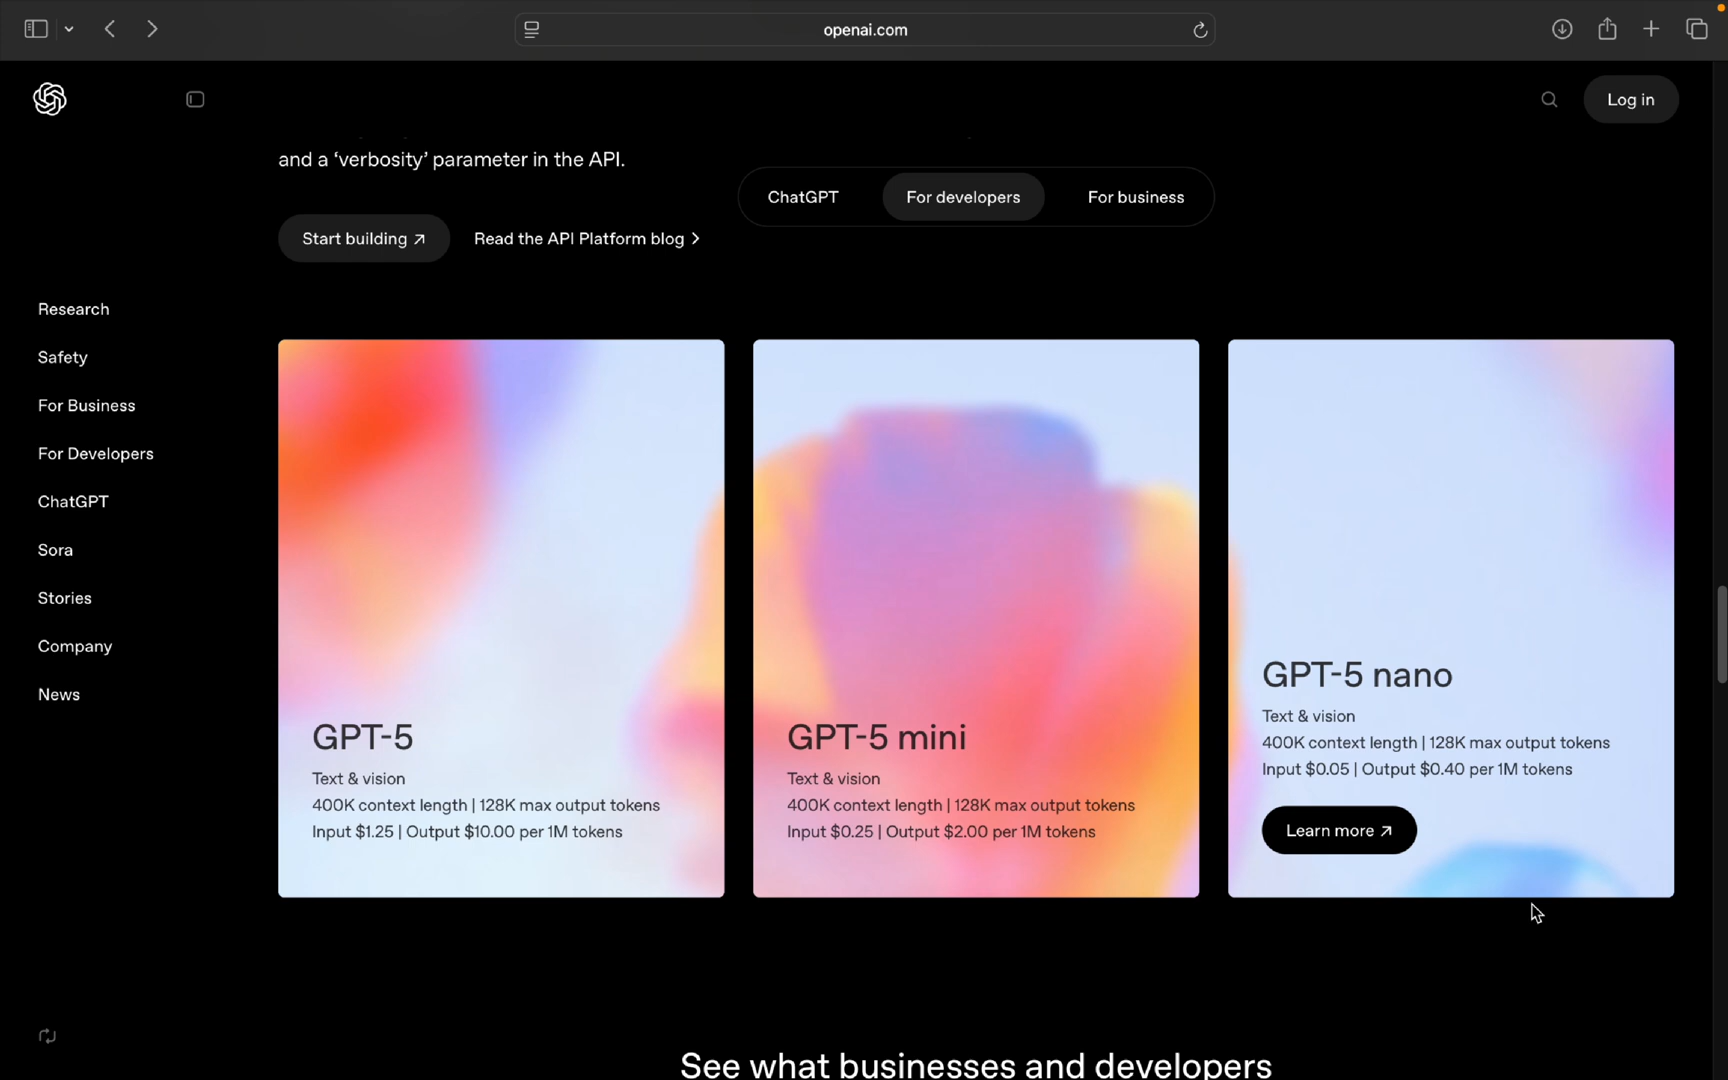 openai.com
Log in
and a ‘verbosity’ parameter in the API.
ChatGPT
For developers
For business
Start building ↗
Read the API Platform blog >
Research
Safety
For Business
For Developers
ChatGPT
Sora
Stories
Company
News
GPT-5
Text & vision
400K context length | 128K max output tokens
Input $1.25 | Output $10.00 per 1M tokens
GPT-5 mini
Text & vision
400K context length | 128K max output tokens
Input $0.25 | Output $2.00 per 1M tokens
GPT-5 nano
Text & vision
400K context length | 128K max output tokens
Input $0.05 | Output $0.40 per 1M tokens
Learn more ↗
See what businesses and developers